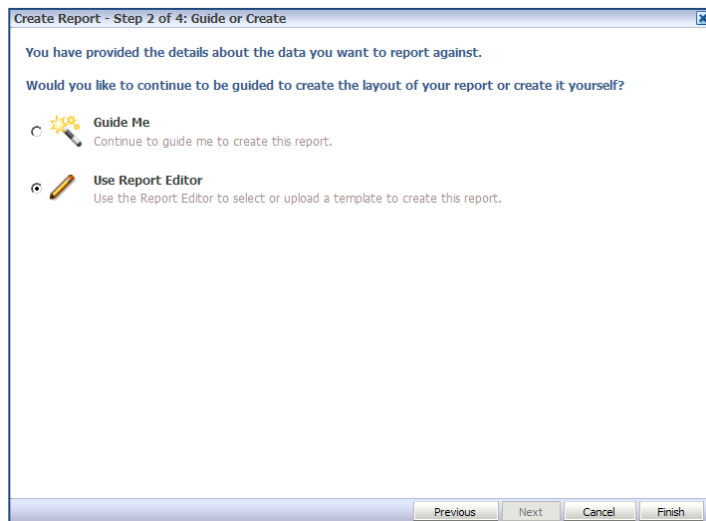 Create Report - Step 2 of 4: Guide or Create
You have provided the details about the data you want to report against.
Would you like to continue to be guided to create the layout of your report or create it yourself?
Guide Me
Continue to guide me to create this report.
Use Report Editor
Use the Report Editor to select or upload a template to create this report.
Previous
Next
Cancel
Finish